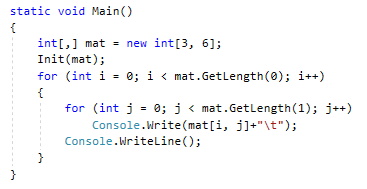 static void Main()
{
int[,] mat = new int[3, 6];
Init(mat);
for (int i = 0; i < mat.GetLength(0); i++)
{
for (int j = 0; j < mat.GetLength(1); j++)
Console.Write(mat[i, j]+"\t");
Console.WriteLine();
}
}